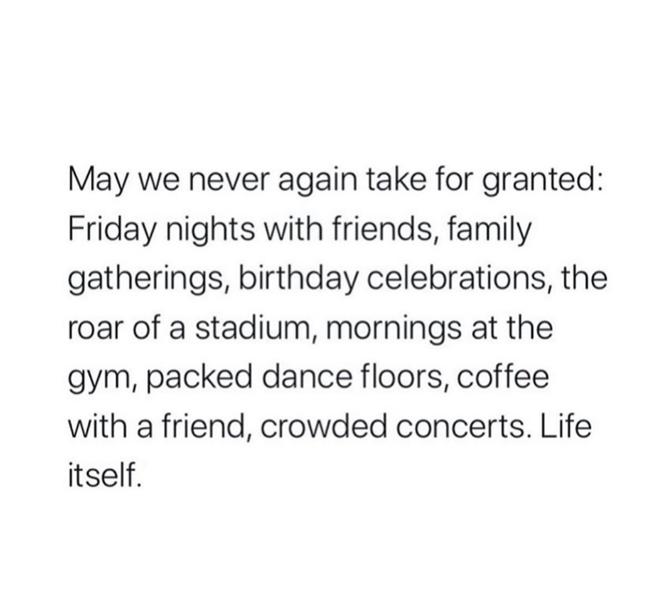 May we never again take for granted:
Friday nights with friends, family
gatherings, birthday celebrations, the
roar of a stadium, mornings at the
gym, packed dance floors, coffee
with a friend, crowded concerts. Life
itself.